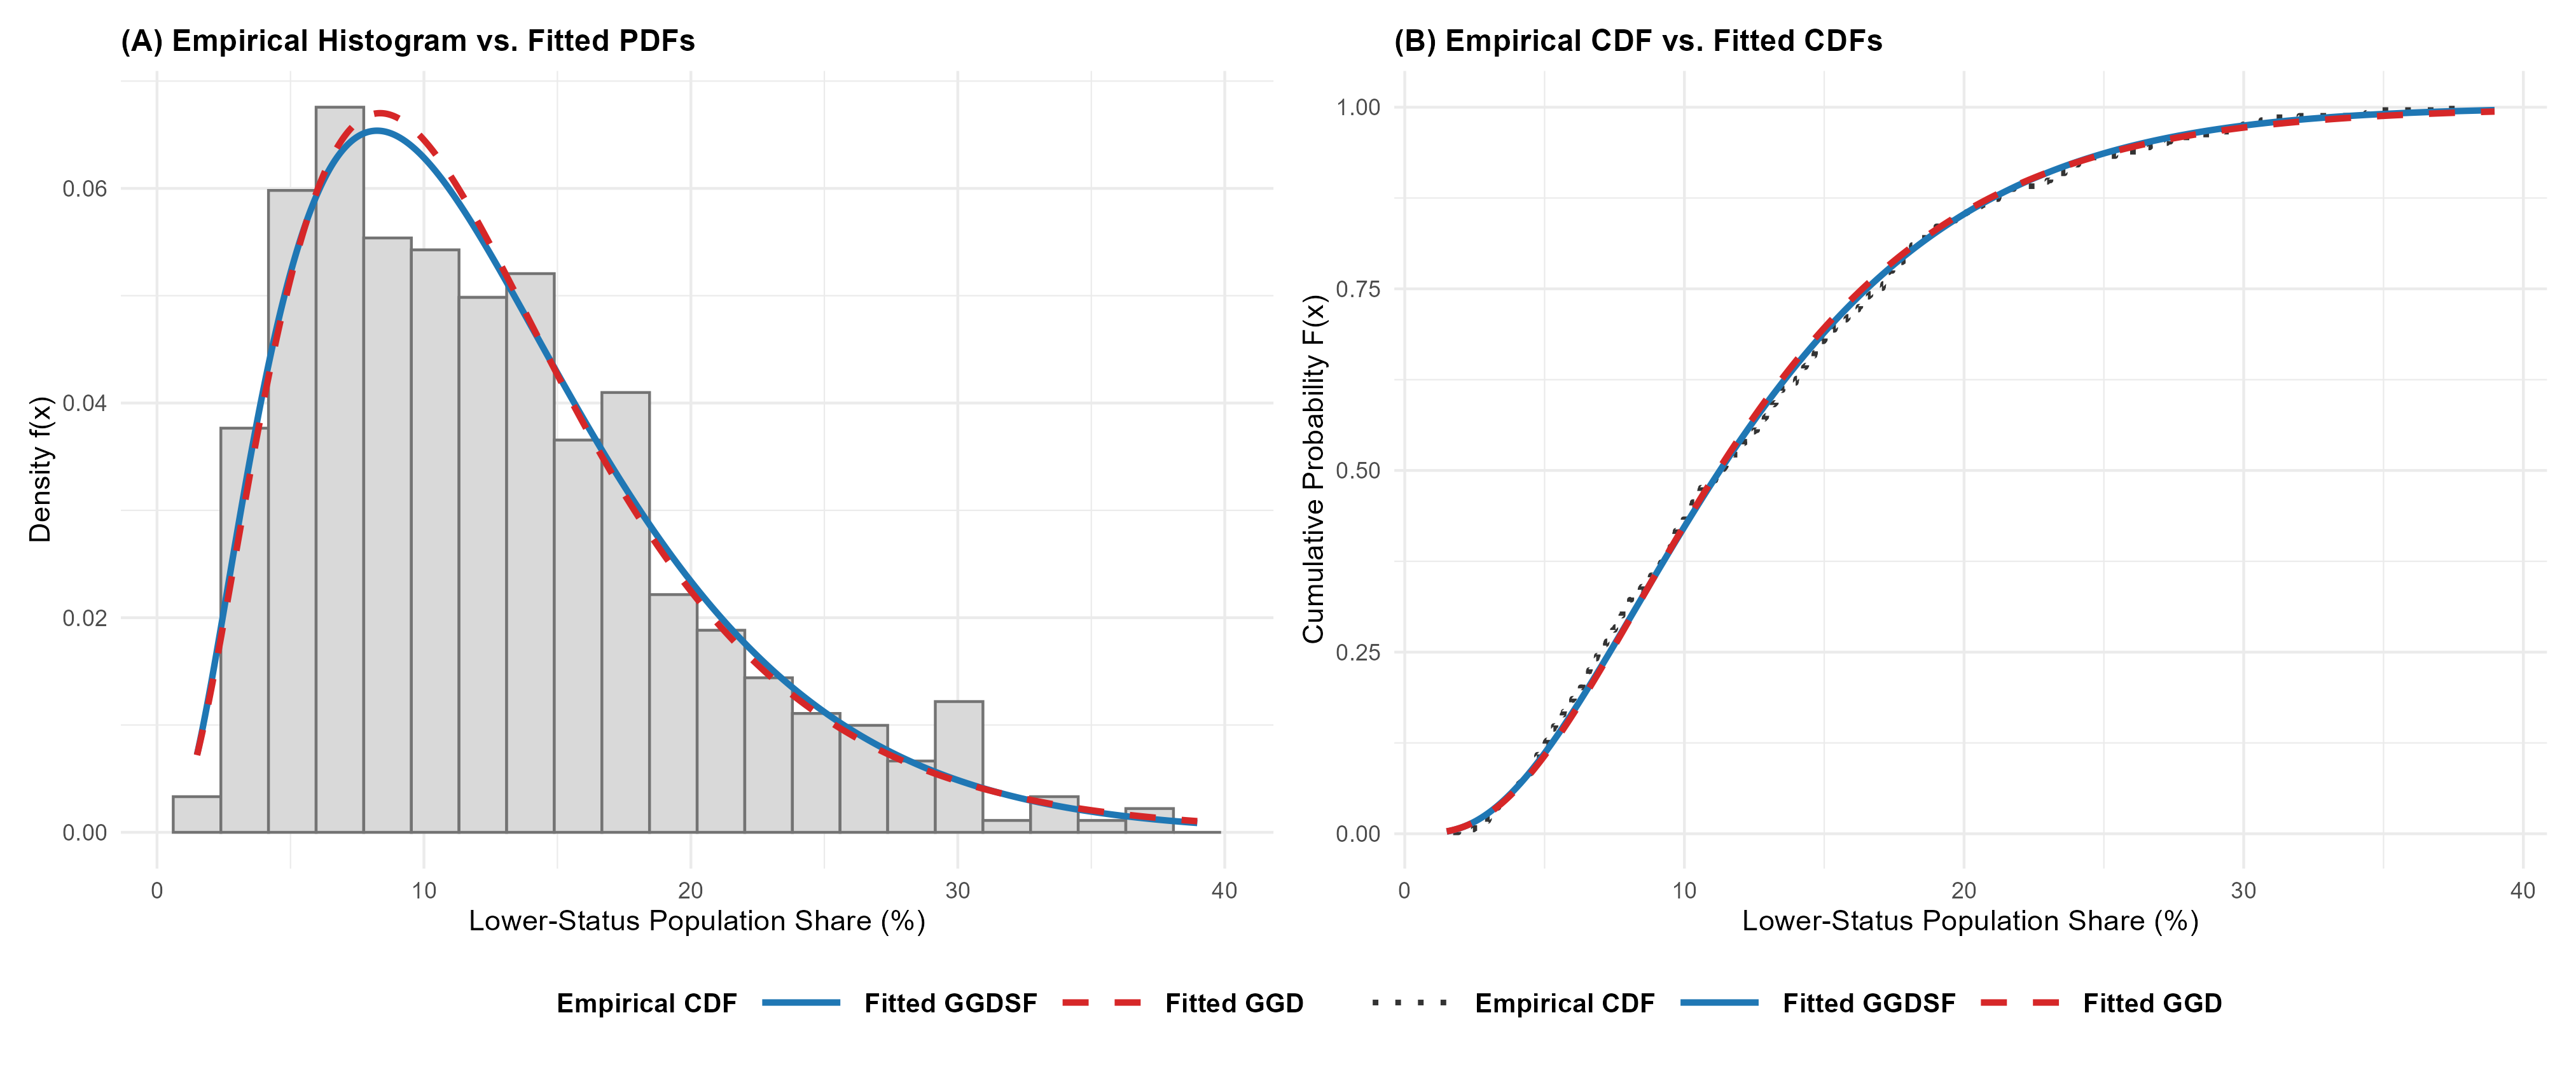 (A) Empirical Histogram vs. Fitted PDFs
Density f(x)
0.06
0.04
0.02
0.00
0 10 20 30 40
Lower-Status Population Share (%)
(B) Empirical CDF vs. Fitted CDFs
Cumulative Probability F(x)
1.00
0.75
0.50
0.25
0.00
0 10 20 30 40
Lower-Status Population Share (%)
Empirical CDF Fitted GGDSF Fitted GGD
Empirical CDF Fitted GGDSF Fitted GGD